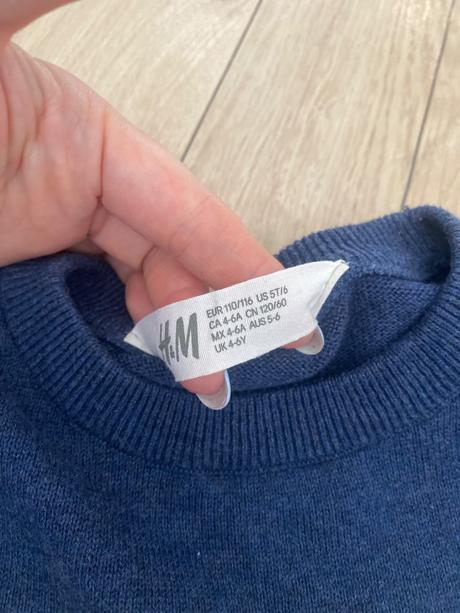 H&M
EUR 110/116 US 5T/6
CA 4-6A CN 120/60
MX 4-6A AUS 5-6
UK 4-6Y